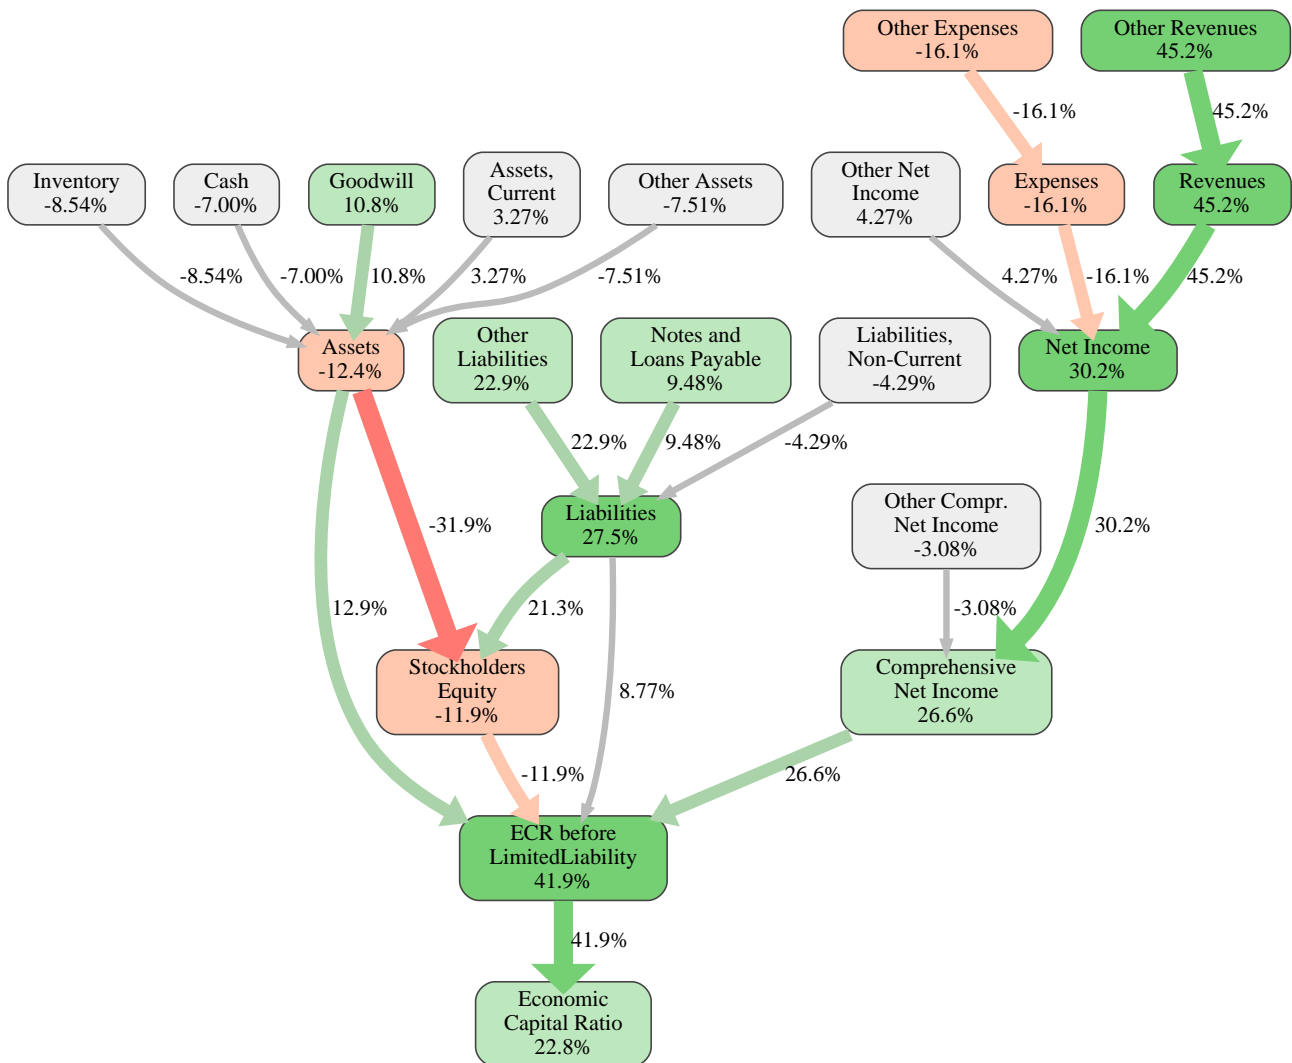 Other Expenses
-16.1%
Other Revenues
45.2%
-16.1%
45.2%
Inventory
-8.54%
Cash
-7.00%
Goodwill
10.8%
Assets,
Current
3.27%
Other Assets
-7.51%
Other Net
Income
4.27%
Expenses
-16.1%
Revenues
45.2%
-8.54%
-7.00%
10.8%
3.27%
-7.51%
4.27%
-16.1%
45.2%
Assets
-12.4%
Other
Liabilities
22.9%
Notes and
Loans Payable
9.48%
Liabilities,
Non-Current
-4.29%
Net Income
30.2%
22.9%
9.48%
-4.29%
-31.9%
Liabilities
27.5%
Other Compr.
Net Income
-3.08%
30.2%
12.9%
21.3%
-3.08%
Stockholders
Equity
-11.9%
8.77%
Comprehensive
Net Income
26.6%
-11.9%
26.6%
ECR before
LimitedLiability
41.9%
41.9%
Economic
Capital Ratio
22.8%